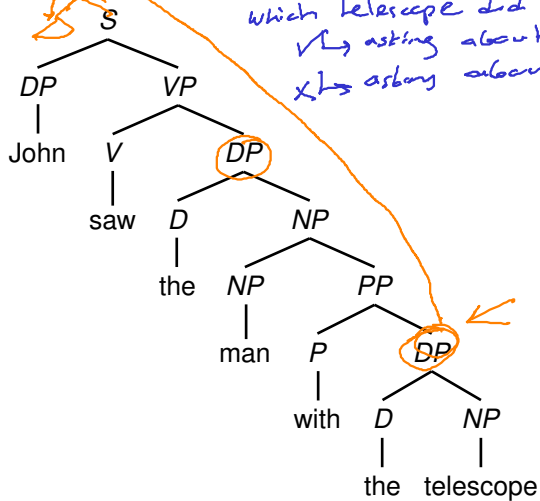 which telescope did
S
✓↳ asking about
x↳ asking about
DP VP
John V DP
saw D NP
the NP PP
man P DP
with D NP
the telescope